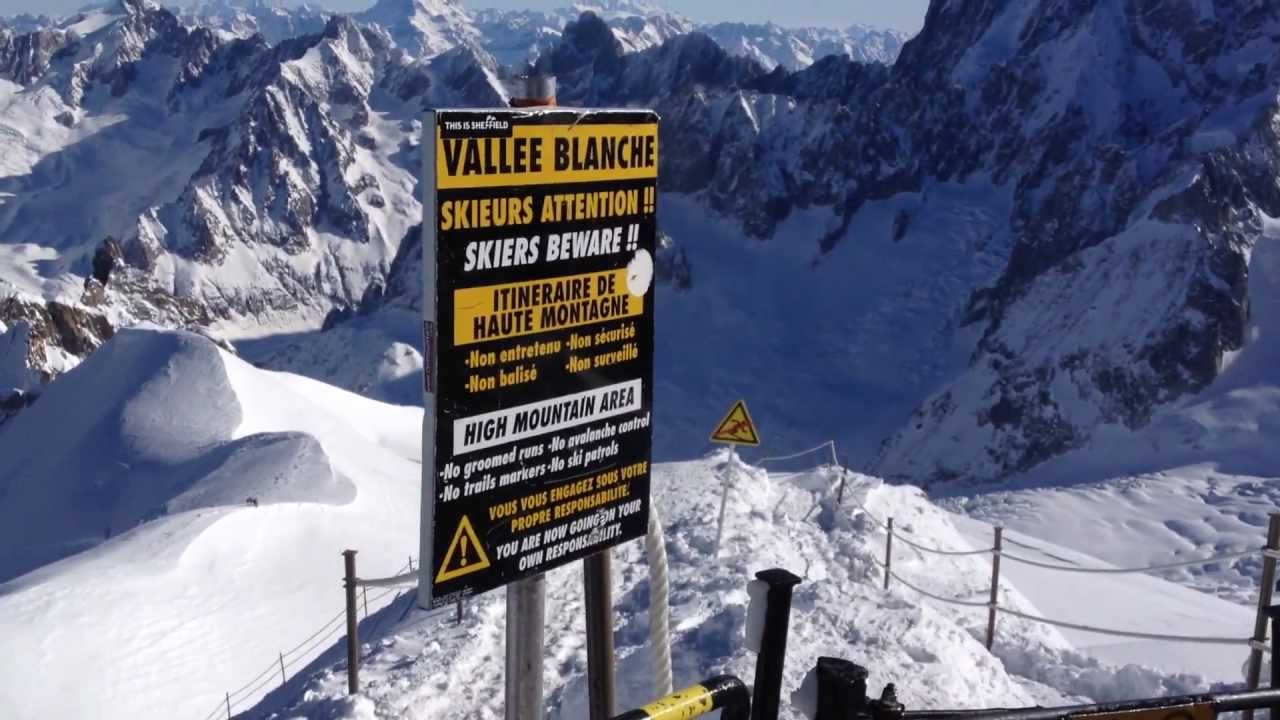 THIS IS SHEFFIELD
VALLEE BLANCHE
SKIEURS ATTENTION !!
SKIERS BEWARE !!
ITINERAIRE DE
HAUTE MONTAGNE
·Non entretenu ·Non sécurisé
·Non balisé ·Non surveillé
HIGH MOUNTAIN AREA
·No groomed runs ·No avalanche control
·No trails markers ·No ski patrols
VOUS VOUS ENGAGEZ SOUS VOTRE
PROPRE RESPONSABILITÉ.
YOU ARE NOW GOING ON YOUR
OWN RESPONSABILITY.